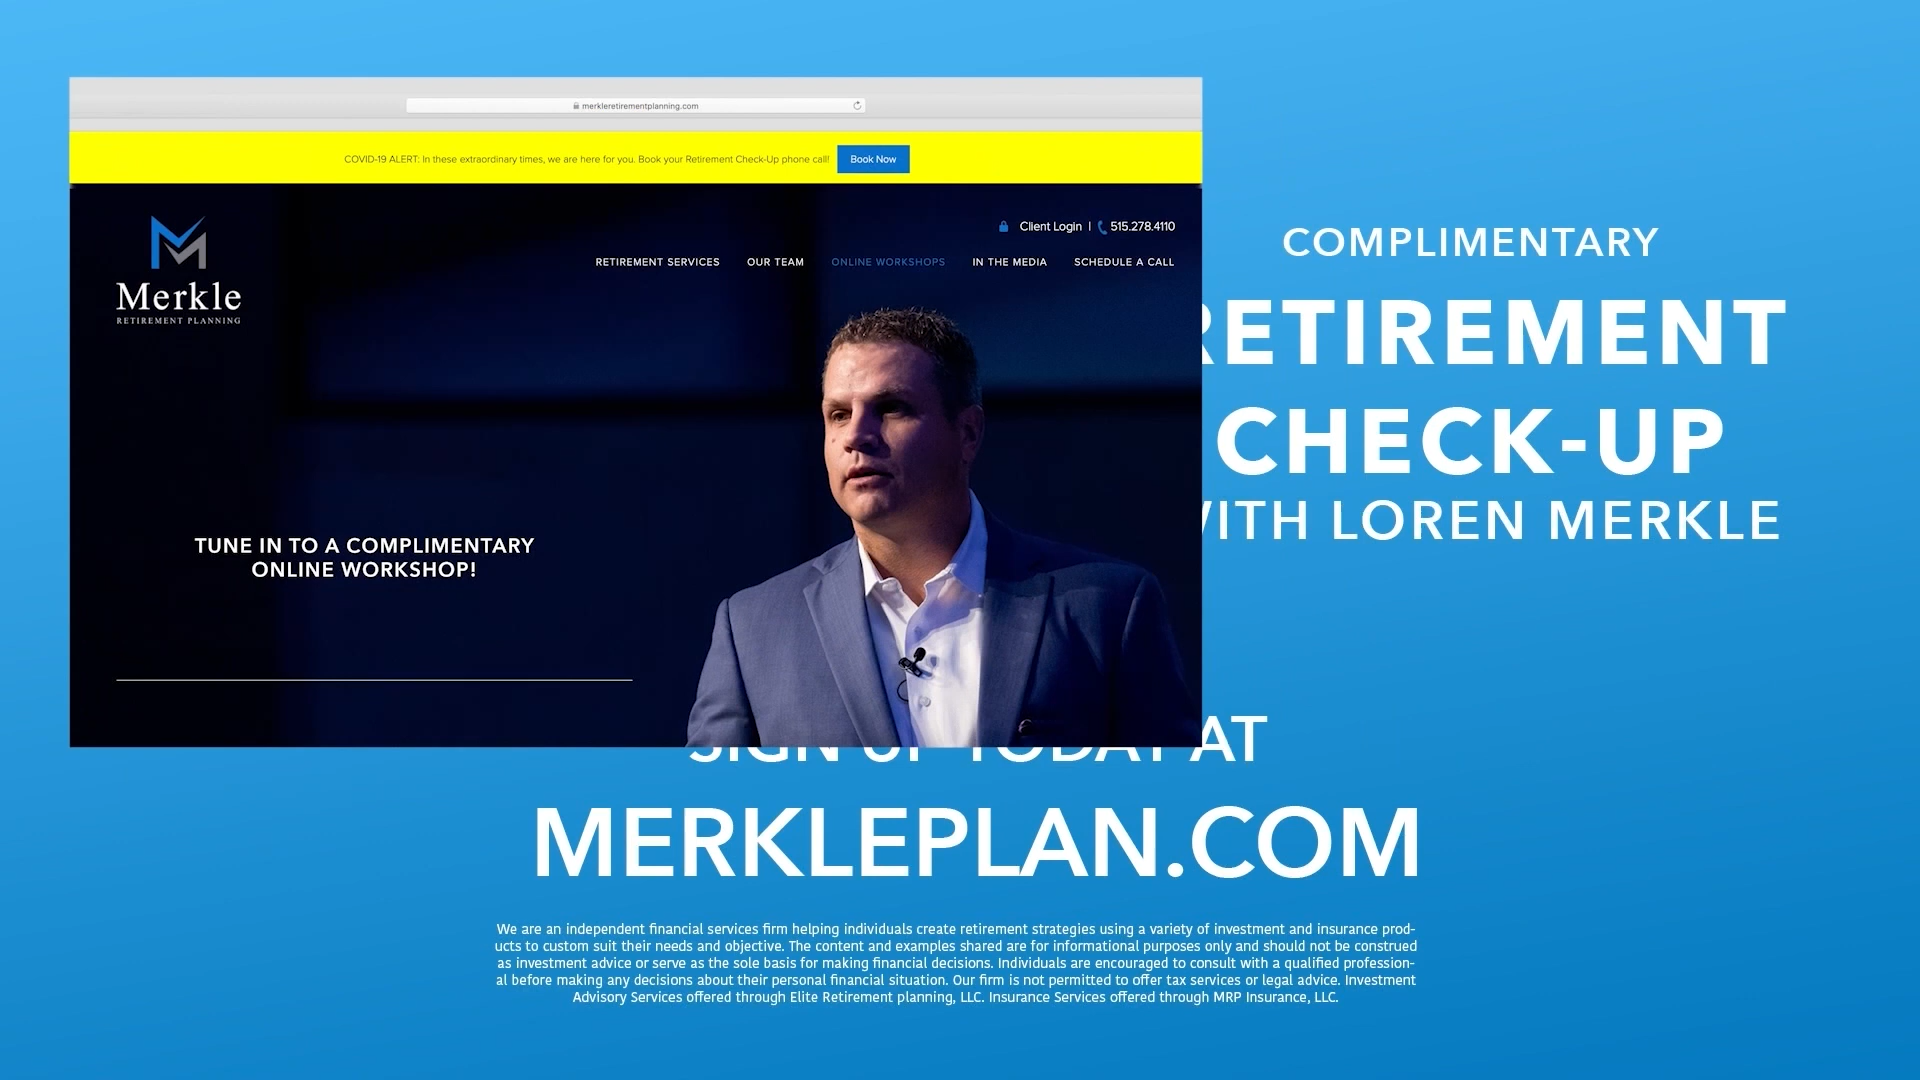 merkleretirementplanning.com
COVID-19 ALERT: In these extraordinary times, we are here for you. Book your Retirement Check-Up phone call!
Book Now
Client Login | 515.278.4110
RETIREMENT SERVICES OUR TEAM ONLINE WORKSHOPS IN THE MEDIA SCHEDULE A CALL
Merkle
RETIREMENT PLANNING
TUNE IN TO A COMPLIMENTARY
ONLINE WORKSHOP!
COMPLIMENTARY
RETIREMENT
CHECK-UP
WITH LOREN MERKLE
SIGN UP TODAY AT
MERKLEPLAN.COM
We are an independent financial services firm helping individuals create retirement strategies using a variety of investment and insurance prod-
ucts to custom suit their needs and objective. The content and examples shared are for informational purposes only and should not be construed
as investment advice or serve as the sole basis for making financial decisions. Individuals are encouraged to consult with a qualified profession-
al before making any decisions about their personal financial situation. Our firm is not permitted to offer tax services or legal advice. Investment
Advisory Services offered through Elite Retirement planning, LLC. Insurance Services offered through MRP Insurance, LLC.